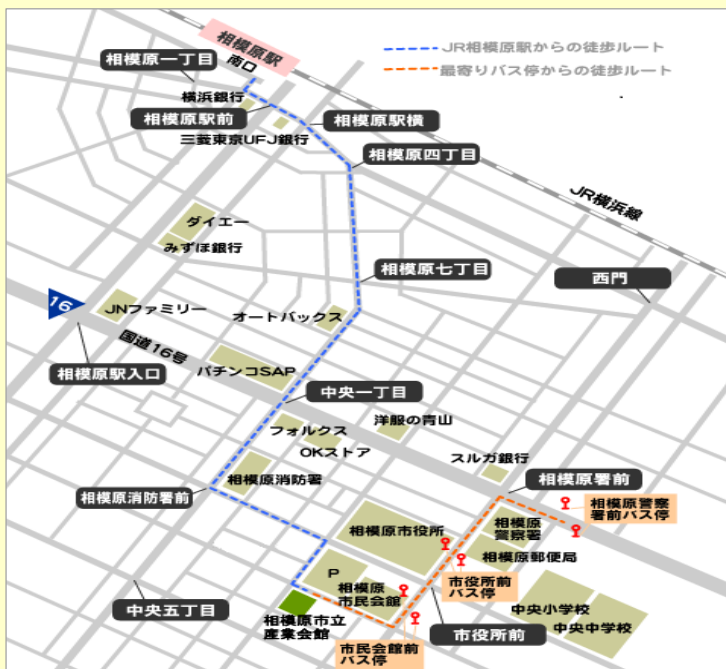 相模原駅
南口
相模原一丁目
JR相模原駅からの徒歩ルート
最寄りバス停からの徒歩ルート
横浜銀行
相模原駅前
相模原駅横
三菱東京UFJ銀行
相模原四丁目
JR横浜線
ダイエー
みずほ銀行
相模原七丁目
西門
16
JNファミリー
オートバックス
国道16号
相模原駅入口
パチンコSAP
中央一丁目
フォルクス
洋服の青山
OKストア
スルガ銀行
相模原消防署
相模原署前
相模原消防署前
相模原警察
署前バス停
相模原市役所
相模原
警察署
相模原郵便局
P
相模原
市民会館
市役所前
バス停
中央五丁目
相模原市立
産業会館
中央小学校
中央中学校
市役所前
市民会館前
バス停